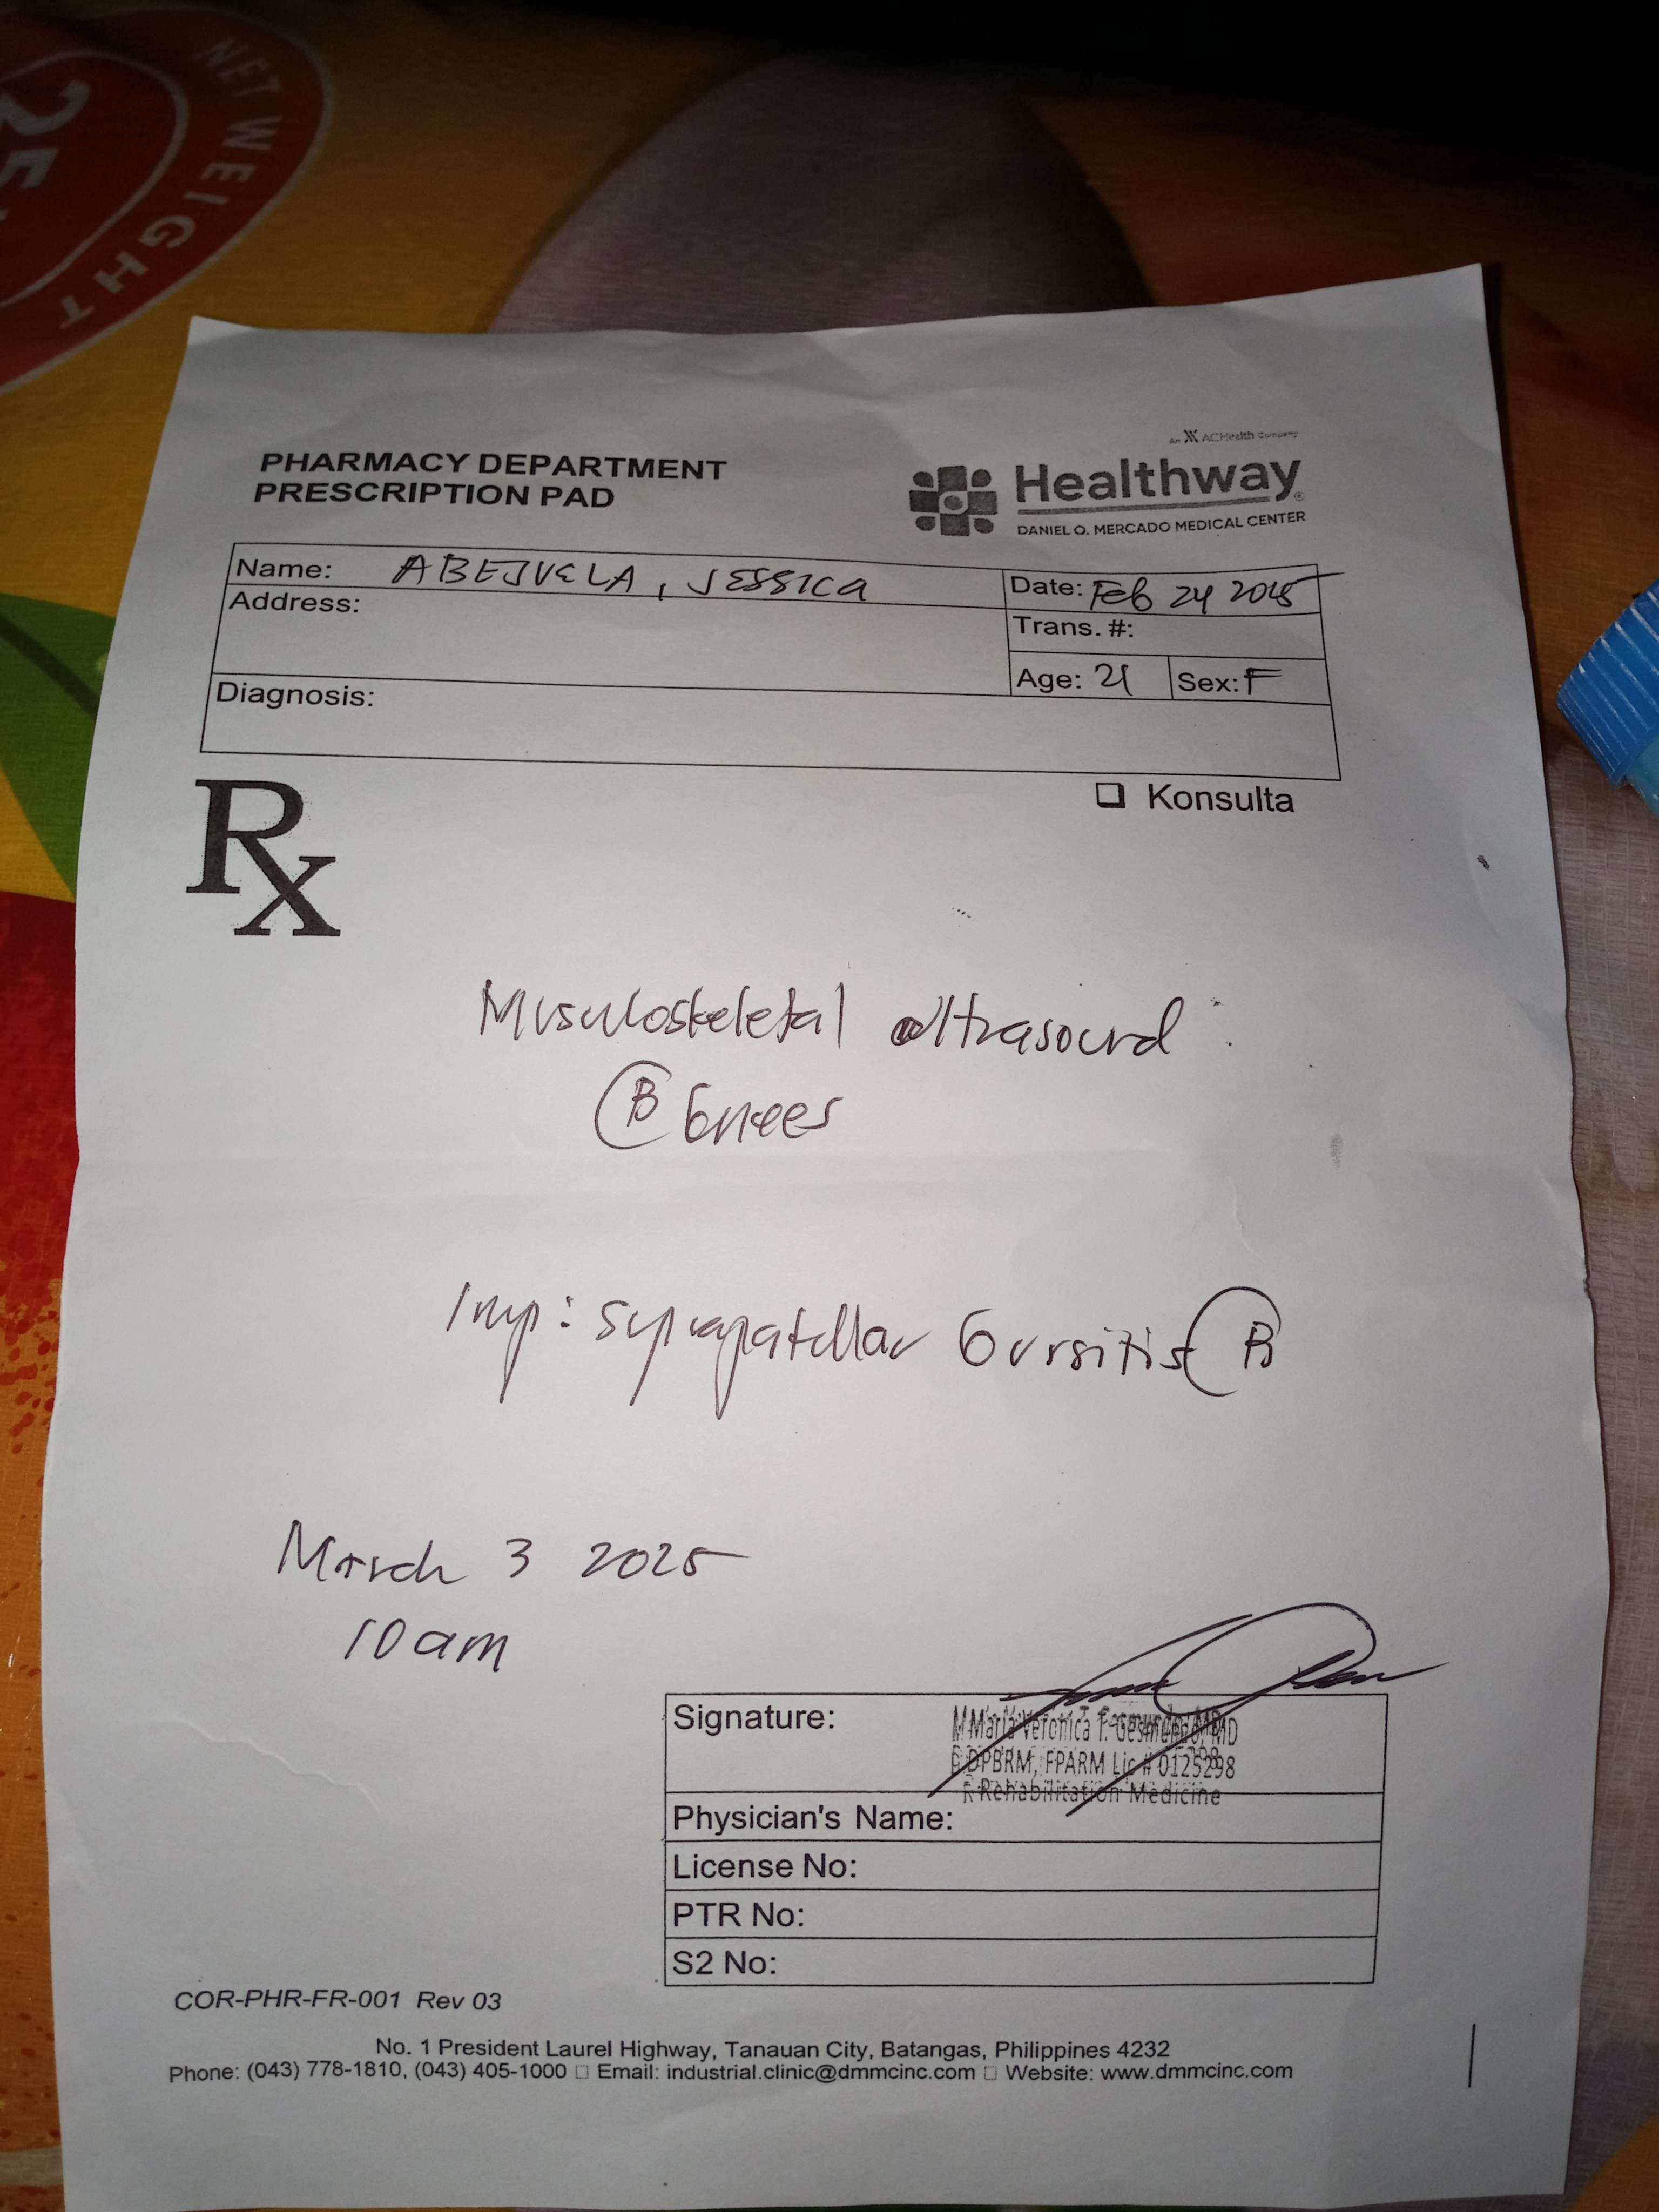 NET WEIGHT
25
An ACHealth Company
PHARMACY DEPARTMENT
PRESCRIPTION PAD
Healthway
DANIEL O. MERCADO MEDICAL CENTER
Name: ABEJUELA, JESSICA
Date: Feb 24 2025
Address:
Trans. #:
Age: 21 Sex: F
Diagnosis:
Konsulta
Rx
Musculoskeletal ultrasound:
B knees
Imp: suprapatellar bursitis B
March 3 2025
10 am
Signature:
Maria Veronica T. Gesmundo, MD
DPBRM, FPARM Lic # 0125298
Rehabilitation Medicine
Physician's Name:
License No:
PTR No:
S2 No:
COR-PHR-FR-001 Rev 03
No. 1 President Laurel Highway, Tanauan City, Batangas, Philippines 4232
Phone: (043) 778-1810, (043) 405-1000 □ Email: industrial.clinic@dmmcinc.com □ Website: www.dmmcinc.com